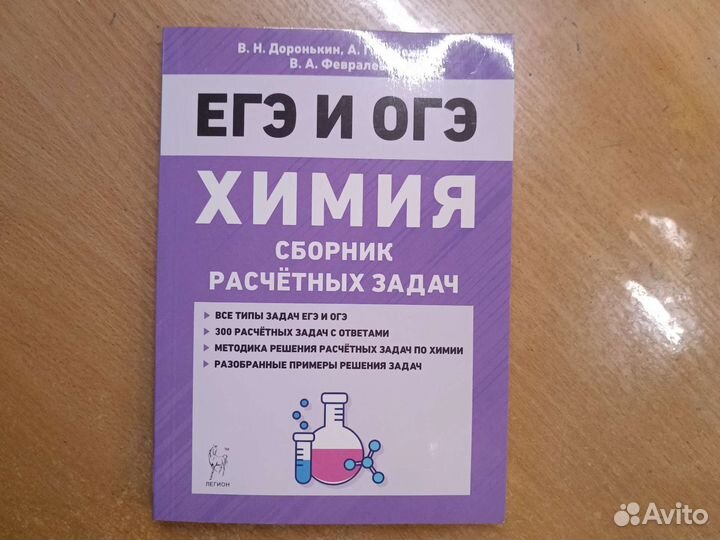 В. Н. Доронькин, А.
В. А. Феврале
ЕГЭ И ОГЭ
ХИМИЯ
СБОРНИК
РАСЧЁТНЫХ ЗАДАЧ
ВСЕ ТИПЫ ЗАДАЧ ЕГЭ И ОГЭ
300 РАСЧЁТНЫХ ЗАДАЧ С ОТВЕТАМИ
МЕТОДИКА РЕШЕНИЯ РАСЧЁТНЫХ ЗАДАЧ ПО ХИМИИ
РАЗОБРАННЫЕ ПРИМЕРЫ РЕШЕНИЯ ЗАДАЧ
ЛЕГИОН
Avito